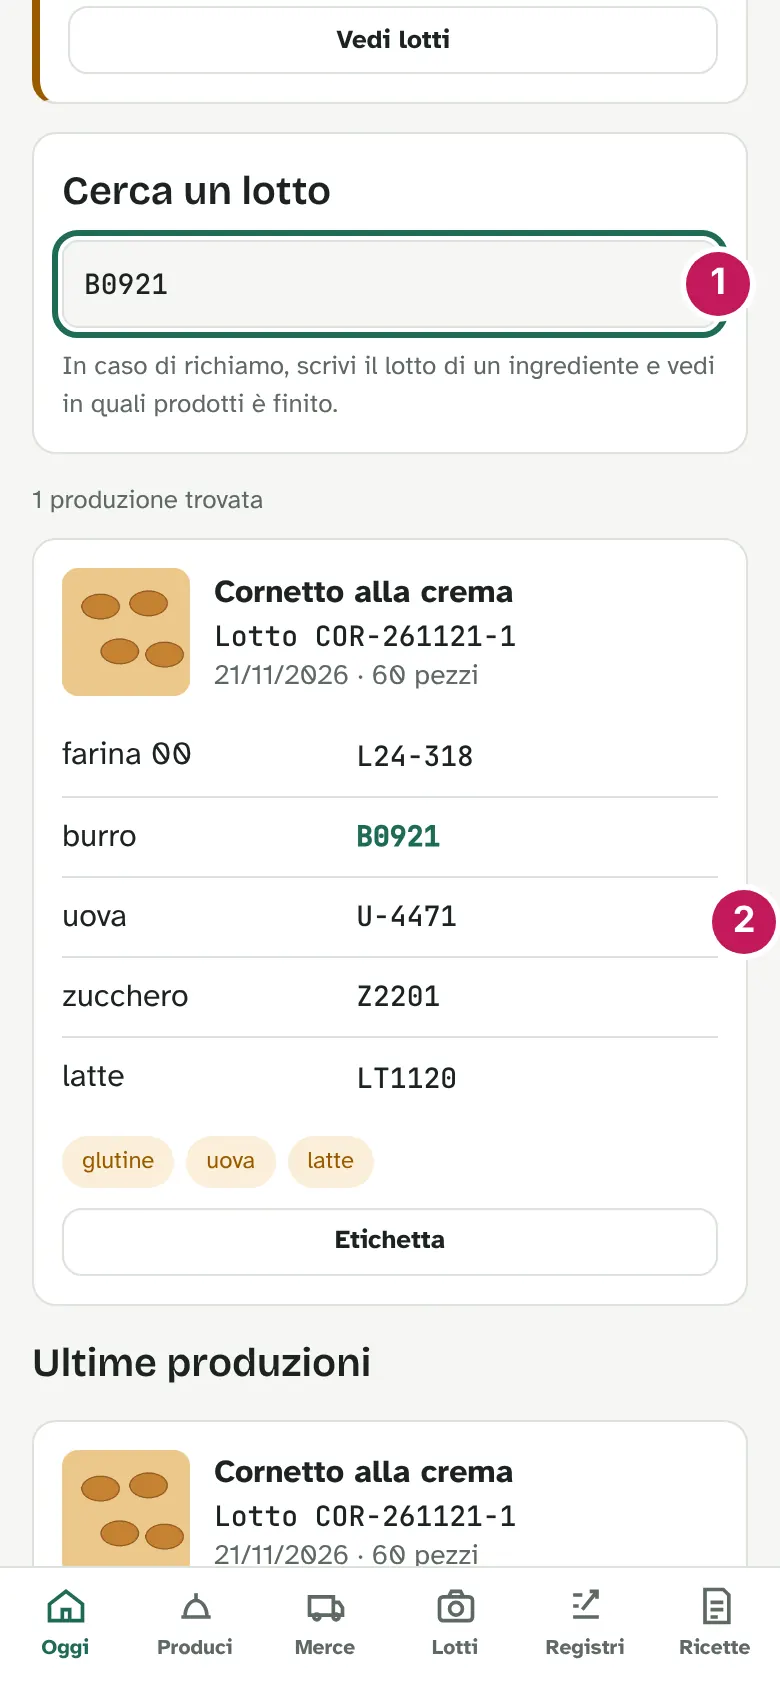 Vedi lotti
Cerca un lotto
B0921
1
In caso di richiamo, scrivi il lotto di un ingrediente e vedi
in quali prodotti è finito.
1 produzione trovata
Cornetto alla crema
Lotto COR-261121-1
21/11/2026 · 60 pezzi
farina 00 L24-318
burro B0921
uova U-4471
2
zucchero Z2201
latte LT1120
glutine uova latte
Etichetta
Ultime produzioni
Cornetto alla crema
Lotto COR-261121-1
21/11/2026 · 60 pezzi
Oggi Produci Merce Lotti Registri Ricette